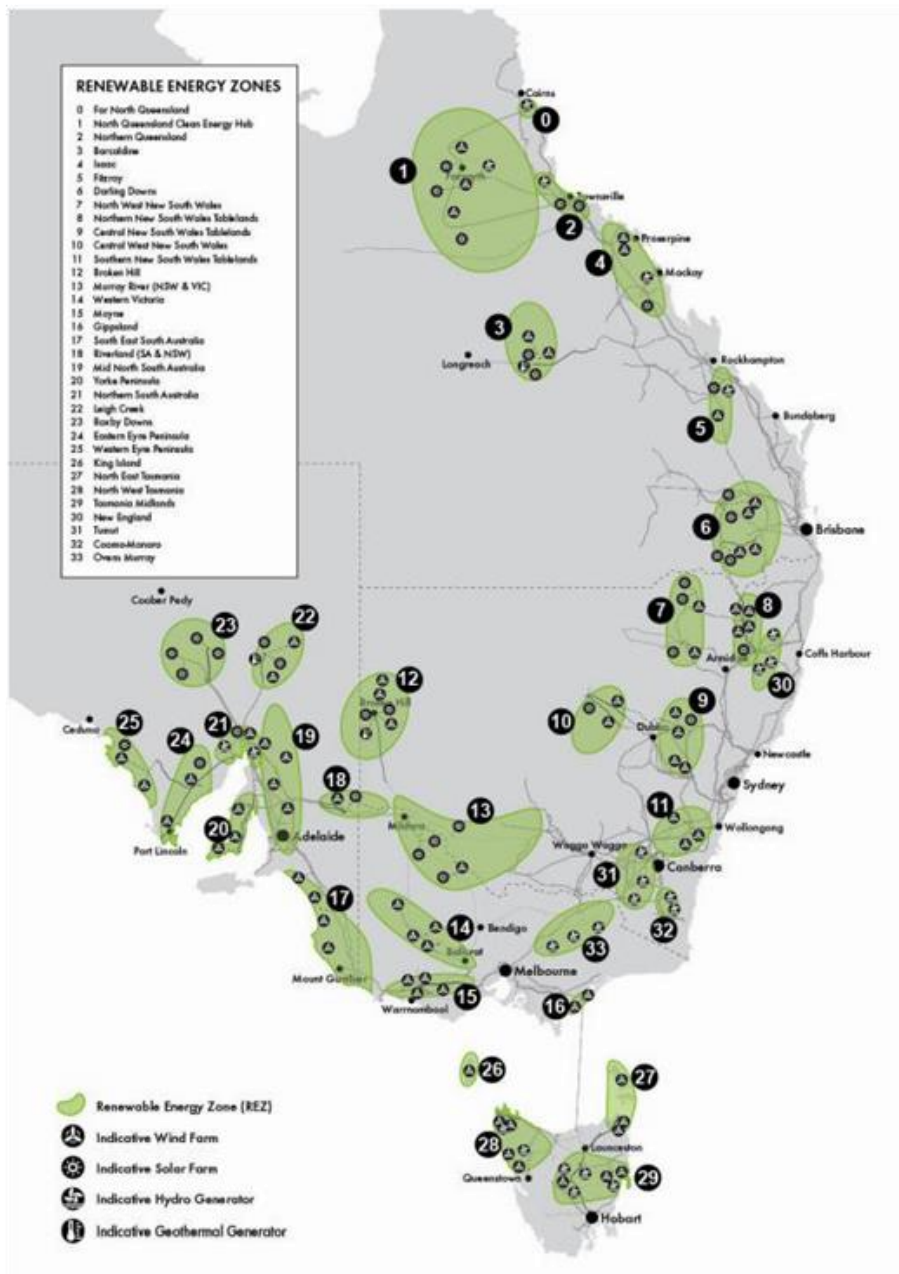 RENEWABLE ENERGY ZONES
0 Far North Queensland
1 North Queensland Clean Energy Hub
2 Northern Queensland
3 Barcaldine
4 Isaac
5 Fitzroy
6 Darling Downs
7 North West New South Wales
8 Northern New South Wales Tablelands
9 Central New South Wales Tablelands
10 Central West New South Wales
11 Southern New South Wales Tablelands
12 Broken Hill
13 Murray River (NSW & VIC)
14 Western Victoria
15 Moyne
16 Gippsland
17 South East South Australia
18 Riverland (SA & NSW)
19 Mid North South Australia
20 Yorke Peninsula
21 Northern South Australia
22 Leigh Creek
23 Roxby Downs
24 Eastern Eyre Peninsula
25 Western Eyre Peninsula
26 King Island
27 North East Tasmania
28 North West Tasmania
29 Tasmania Midlands
30 New England
31 Tumut
32 Cooma-Monaro
33 Ovens Murray
Cairns
0
1
Forsayth
Townsville
2
Proserpine
4
Mackay
3
Longreach
Rockhampton
5
Bundaberg
6
Brisbane
Coober Pedy
23
22
7
8
Armidale
Coffs Harbour
30
12
Broken Hill
Ceduna
25
21
24
19
10
9
Dubbo
Newcastle
Sydney
18
20
Adelaide
Port Lincoln
Mildura
13
11
Wollongong
Wagga Wagga
Canberra
31
17
14
Bendigo
33
32
Ballarat
Mount Gambier
Melbourne
15
Warrnambool
16
26
27
28
Launceston
Queenstown
29
Hobart
Renewable Energy Zone (REZ)
Indicative Wind Farm
Indicative Solar Farm
Indicative Hydro Generator
Indicative Geothermal Generator